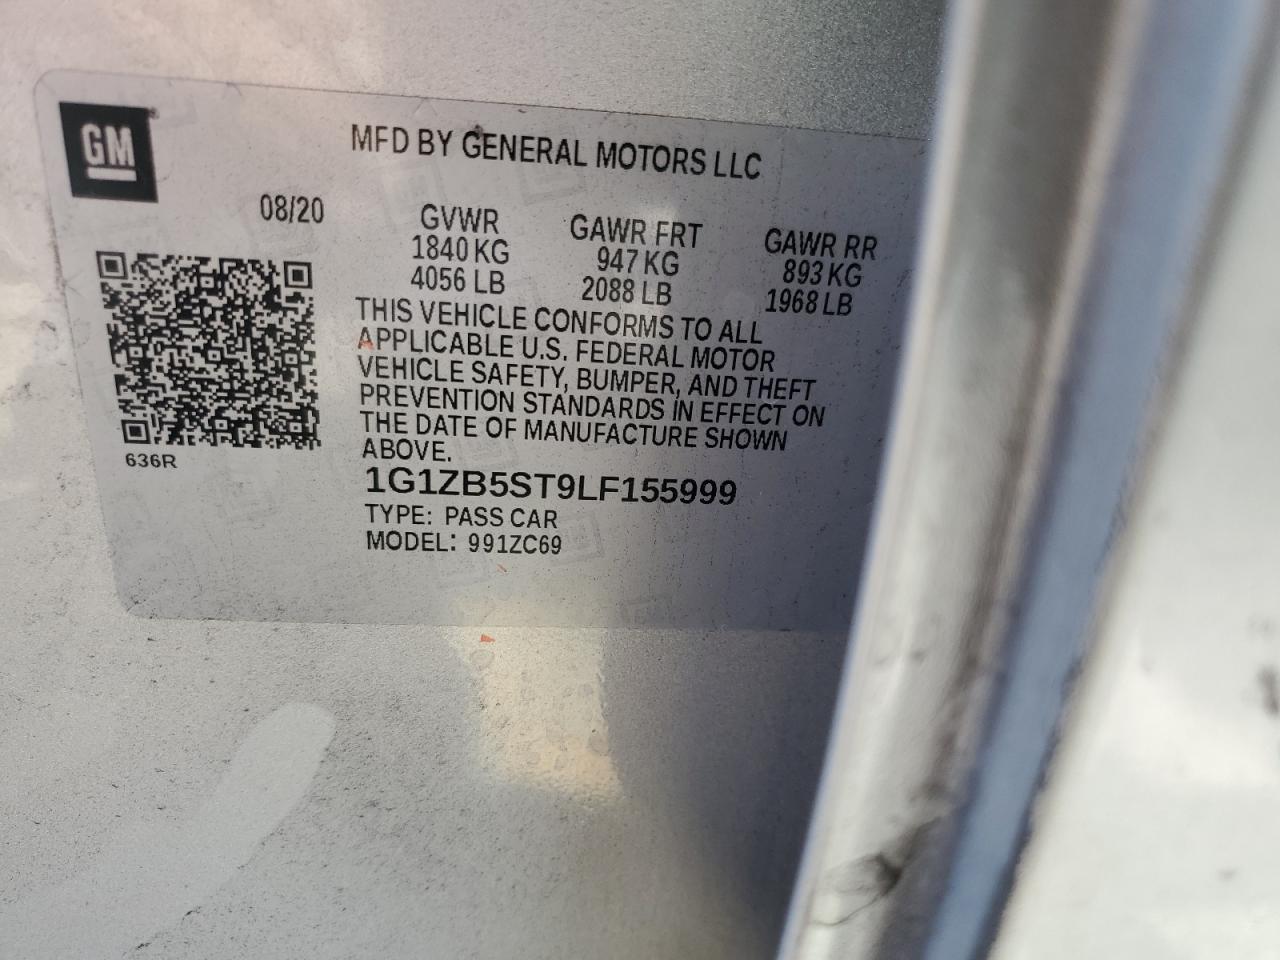 GM
MFD BY GENERAL MOTORS LLC
08/20
GVWR
1840 KG
4056 LB
GAWR FRT
947 KG
2088 LB
GAWR RR
893 KG
1968 LB
THIS VEHICLE CONFORMS TO ALL
APPLICABLE U.S. FEDERAL MOTOR
VEHICLE SAFETY, BUMPER, AND THEFT
PREVENTION STANDARDS IN EFFECT ON
THE DATE OF MANUFACTURE SHOWN
ABOVE.
636R
1G1ZB5ST9LF155999
TYPE: PASS CAR
MODEL: 991ZC69